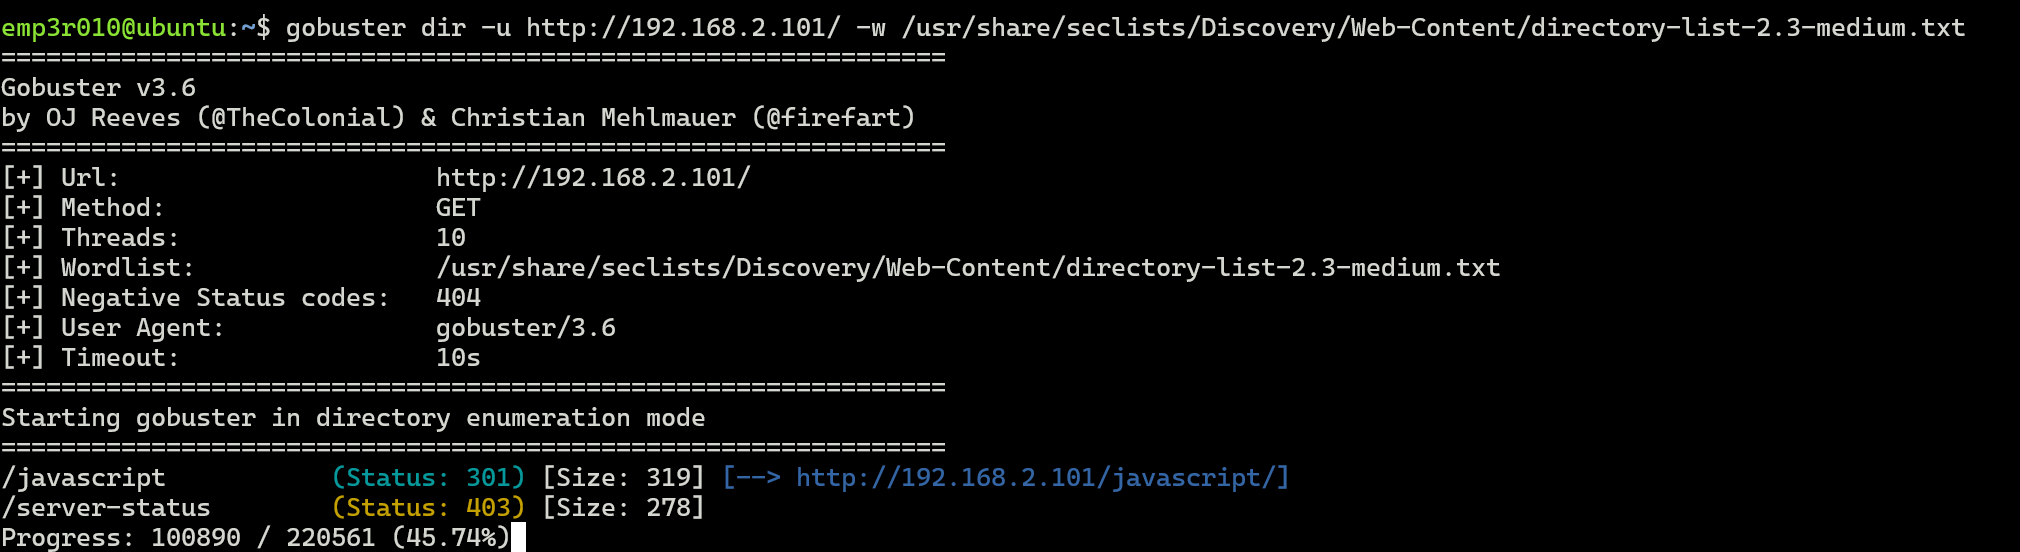 emp3r010@ubuntu:~$ gobuster dir -u http://192.168.2.101/ -w /usr/share/seclists/Discovery/Web-Content/directory-list-2.3-medium.txt
===============================================================
Gobuster v3.6
by OJ Reeves (@TheColonial) & Christian Mehlmauer (@firefart)
===============================================================
[+] Url:                     http://192.168.2.101/
[+] Method:                  GET
[+] Threads:                 10
[+] Wordlist:                /usr/share/seclists/Discovery/Web-Content/directory-list-2.3-medium.txt
[+] Negative Status codes:   404
[+] User Agent:              gobuster/3.6
[+] Timeout:                 10s
===============================================================
Starting gobuster in directory enumeration mode
===============================================================
/javascript           (Status: 301) [Size: 319] [--> http://192.168.2.101/javascript/]
/server-status        (Status: 403) [Size: 278]
Progress: 100890 / 220561 (45.74%)